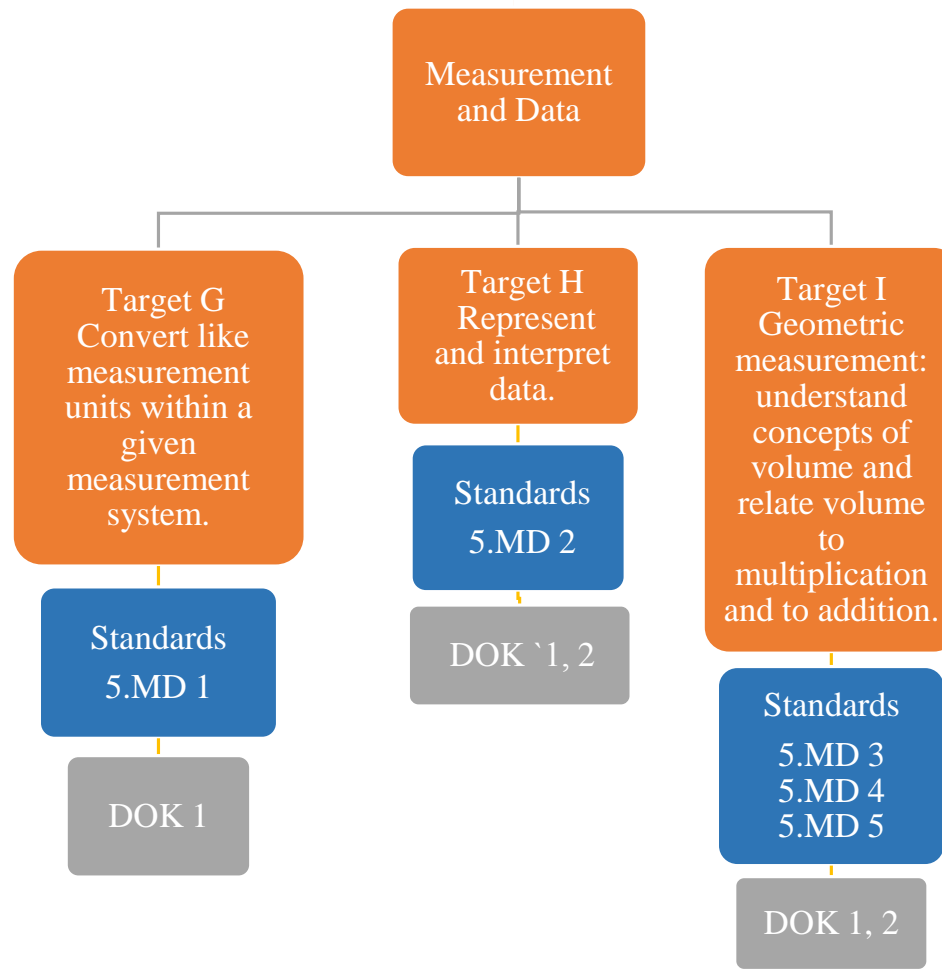 Measurement
and Data
Target G
Convert like
measurement
units within a
given
measurement
system.
Standards
5.MD 1
DOK 1
Target H
Represent
and interpret
data.
Standards
5.MD 2
DOK `1, 2
Target I
Geometric
measurement:
understand
concepts of
volume and
relate volume
to
multiplication
and to addition.
Standards
5.MD 3
5.MD 4
5.MD 5
DOK 1, 2